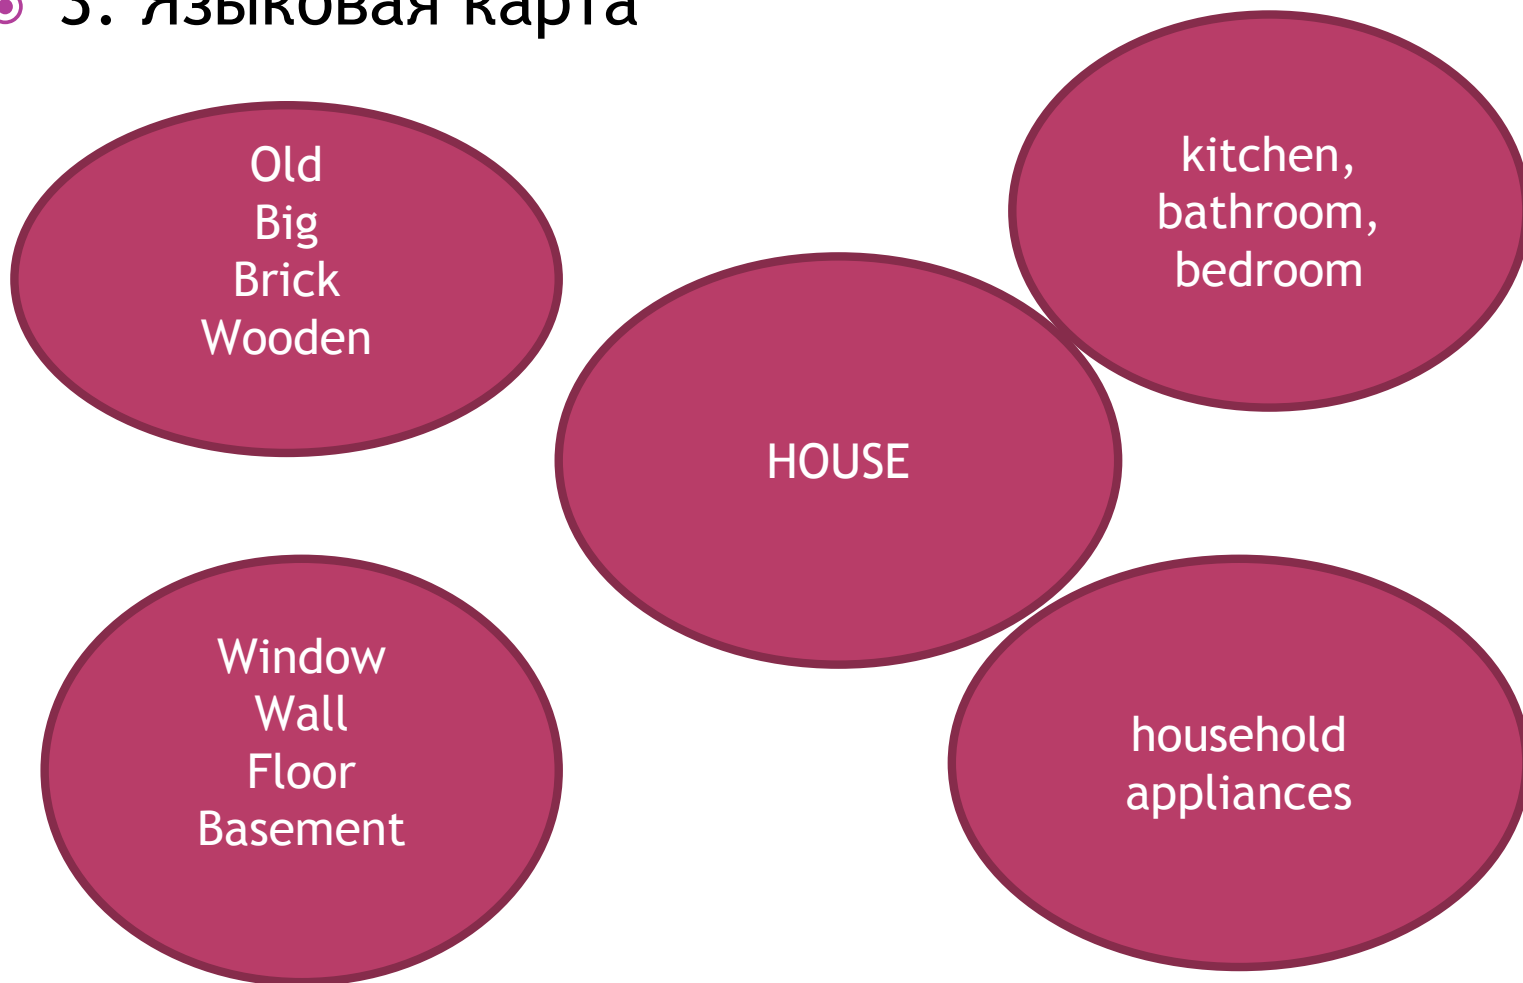 3. Языковая карта
Old
Big
Brick
Wooden
kitchen,
bathroom,
bedroom
HOUSE
Window
Wall
Floor
Basement
household
appliances